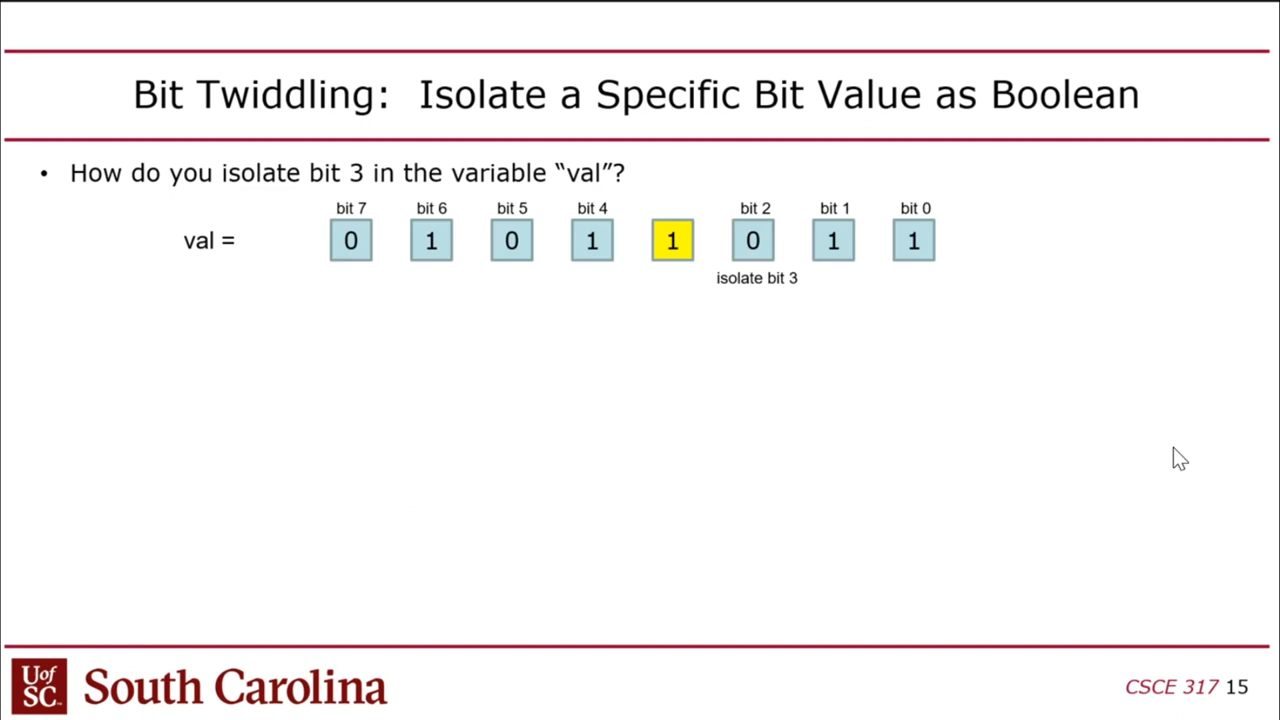 Bit Twiddling: Isolate a Specific Bit Value as Boolean
• How do you isolate bit 3 in the variable “val”?
bit 7 bit 6 bit 5 bit 4 bit 2 bit 1 bit 0
val = 0 1 0 1 1 0 1 1
isolate bit 3
U of SC South Carolina
CSCE 317 15